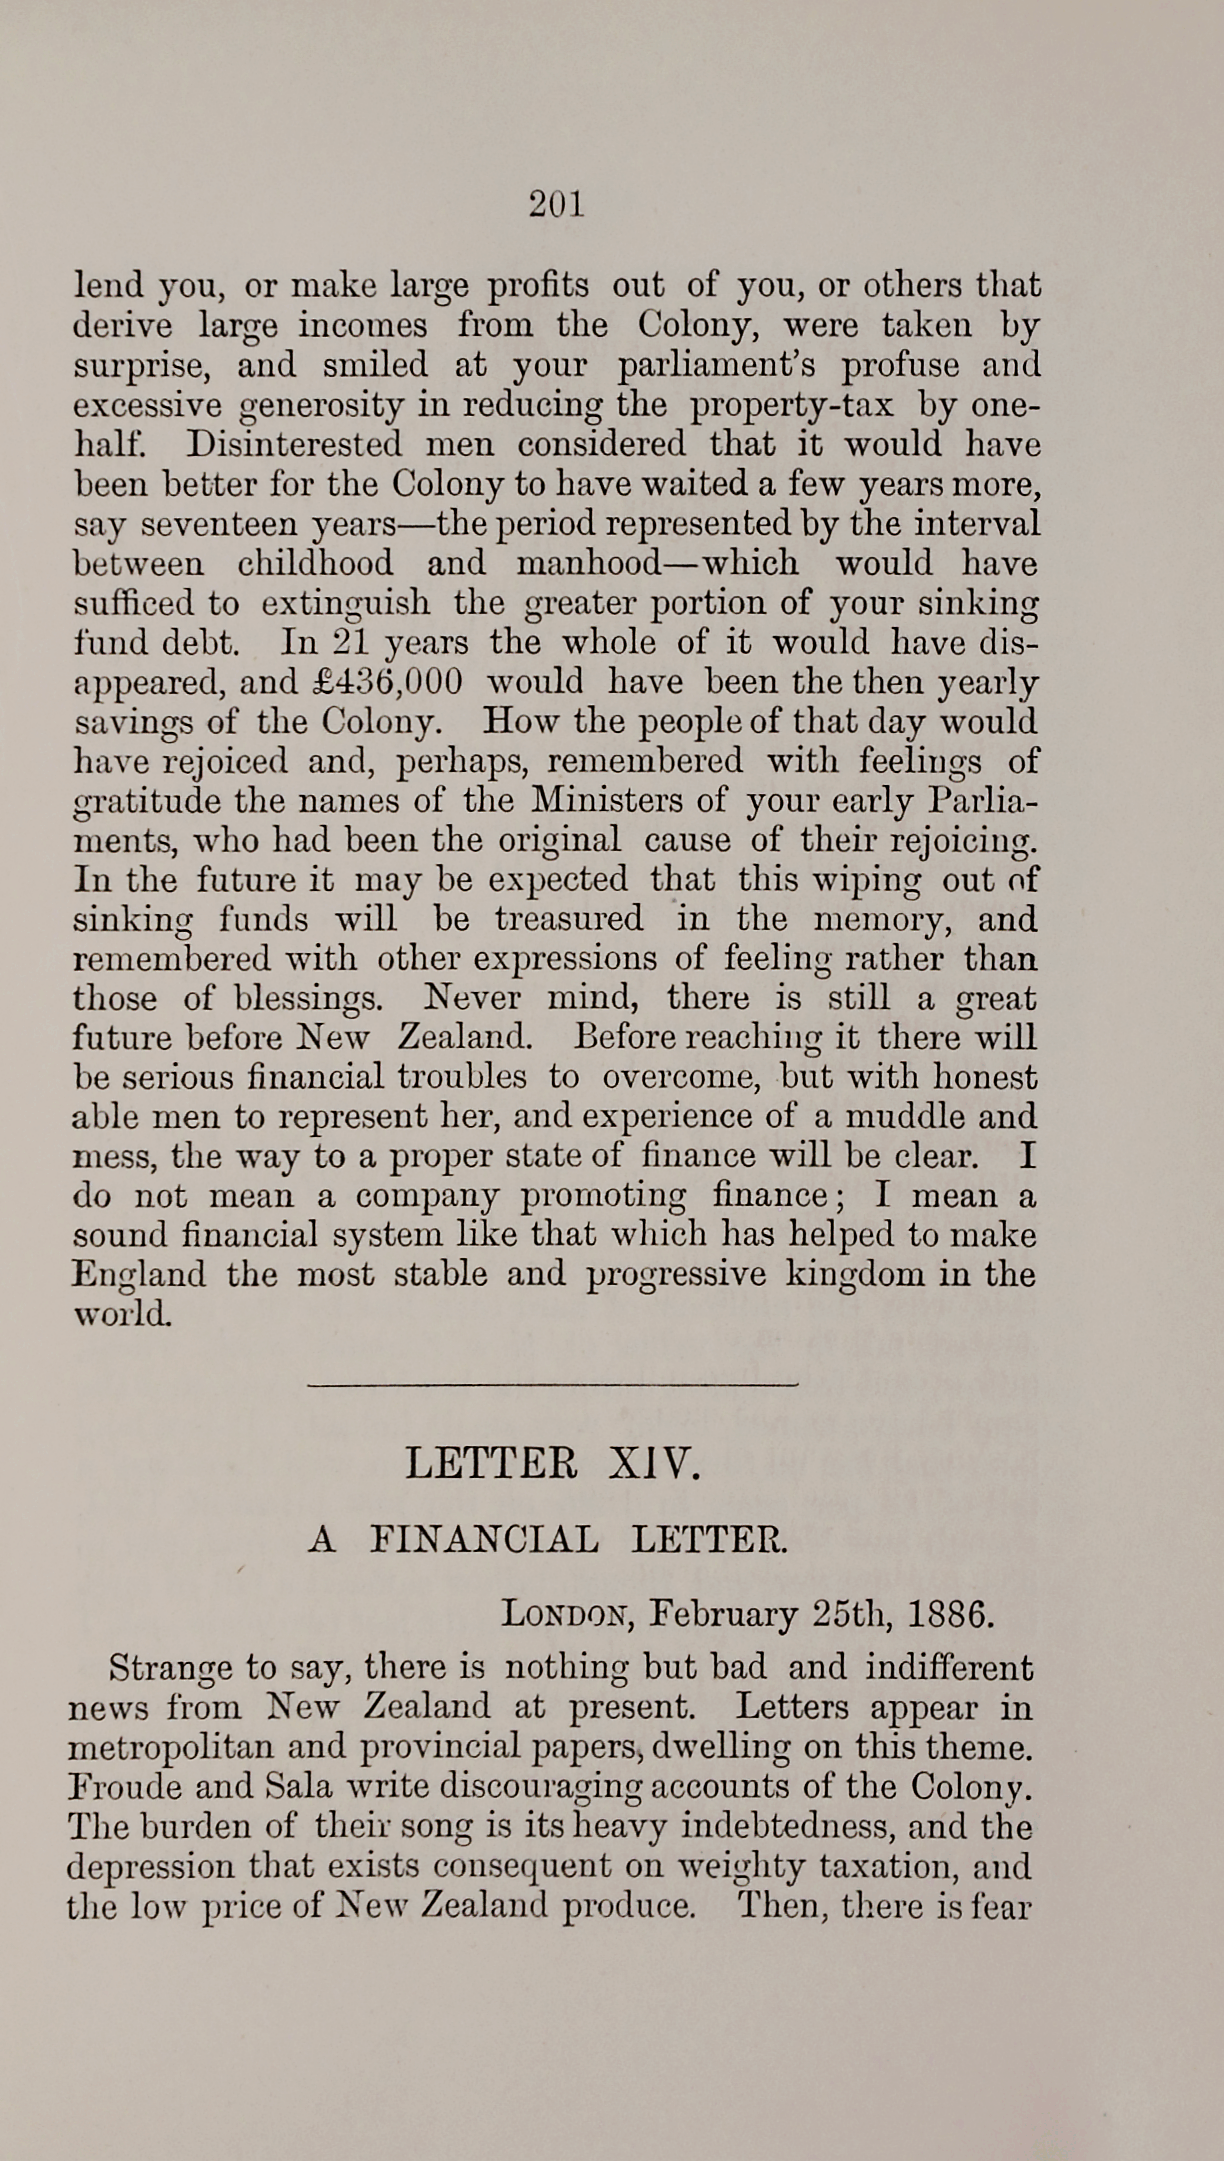 201
lend you, or make large profits out of you, or others that
derive large incomes from the Colony, were taken by
surprise, and smiled at your parliament's profuse and
excessive generosity in reducing the property-tax by one-
half. Disinterested men considered that it would have
been better for the Colony to have waited a few years more,
say seventeen years—the period represented by the interval
between childhood and manhood—which would have
sufficed to extinguish the greater portion of your sinking
fund debt. In 21 years the whole of it would have dis-
appeared, and £436,000 would have been the then yearly
savings of the Colony. How the people of that day would
have rejoiced and, perhaps, remembered with feelings of
gratitude the names of the Ministers of your early Parlia-
ments, who had been the original cause of their rejoicing.
In the future it may be expected that this wiping out of
sinking funds will be treasured in the memory, and
remembered with other expressions of feeling rather than
those of blessings. Never mind, there is still a great
future before New Zealand. Before reaching it there will
be serious financial troubles to overcome, but with honest
able men to represent her, and experience of a muddle and
mess, the way to a proper state of finance will be clear. I
do not mean a company promoting finance; I mean a
sound financial system like that which has helped to make
England the most stable and progressive kingdom in the
world.
LETTER XIV.
A FINANCIAL LETTER.
LONDON, February 25th, 1886.
Strange to say, there is nothing but bad and indifferent
news from New Zealand at present. Letters appear in
metropolitan and provincial papers, dwelling on this theme.
Froude and Sala write discouraging accounts of the Colony.
The burden of their song is its heavy indebtedness, and the
depression that exists consequent on weighty taxation, and
the low price of New Zealand produce. Then, there is fear